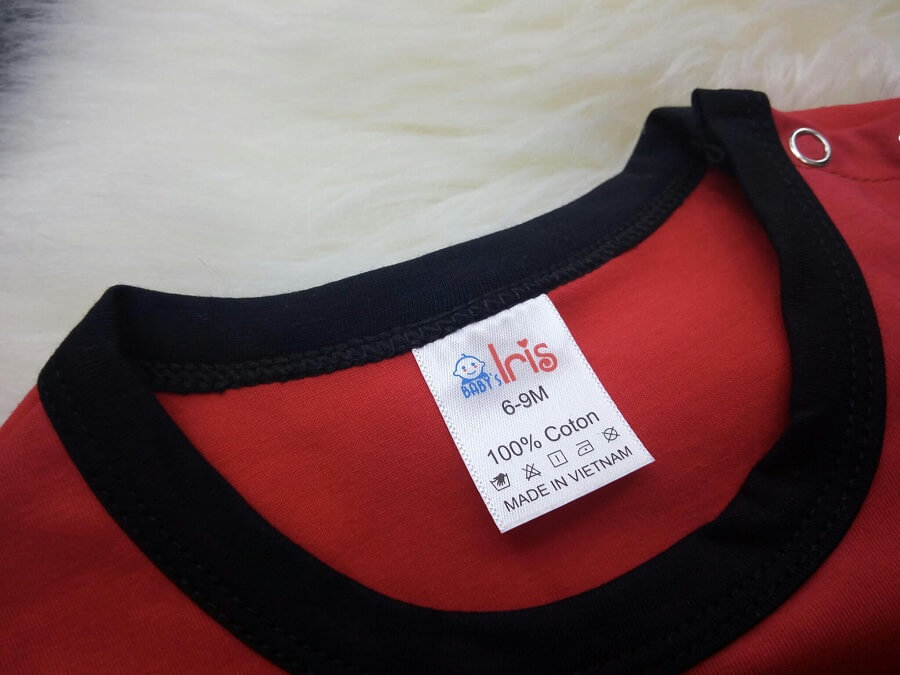 BABY's Iris
6-9M
100% Coton
MADE IN VIETNAM